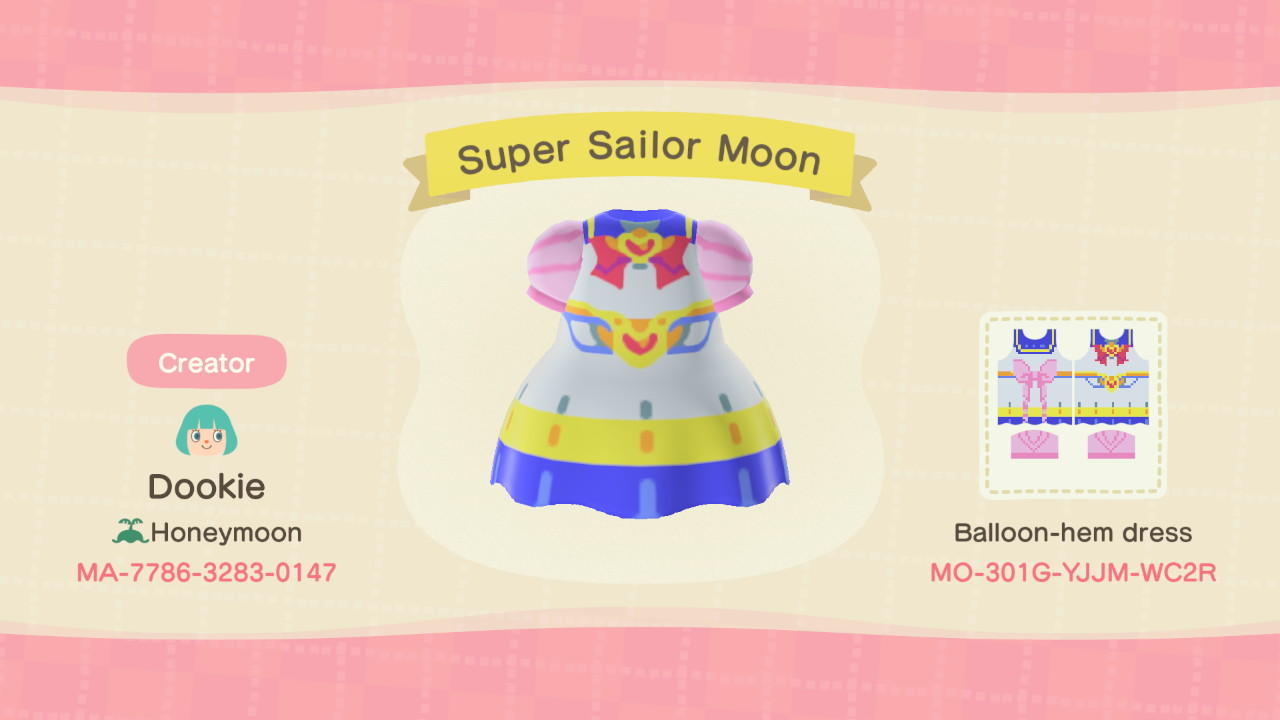 Super Sailor Moon
Creator
Dookie
Honeymoon
MA-7786-3283-0147
Balloon-hem dress
MO-301G-YJJM-WC2R